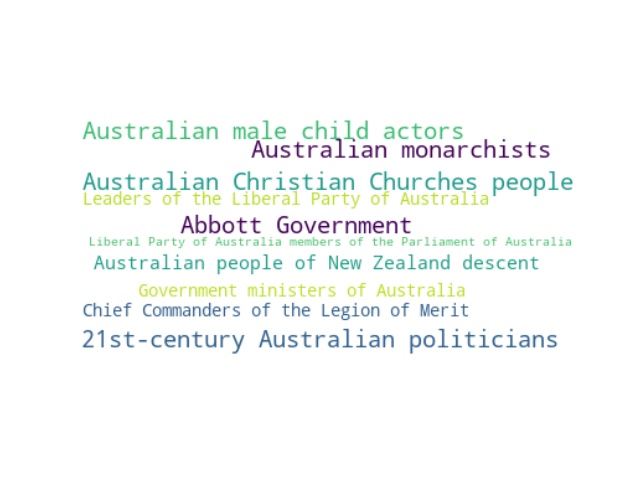 Australian male child actors
Australian monarchists
Australian Christian Churches people
Leaders of the Liberal Party of Australia
Abbott Government
Liberal Party of Australia members of the Parliament of Australia
Australian people of New Zealand descent
Government ministers of Australia
Chief Commanders of the Legion of Merit
21st-century Australian politicians